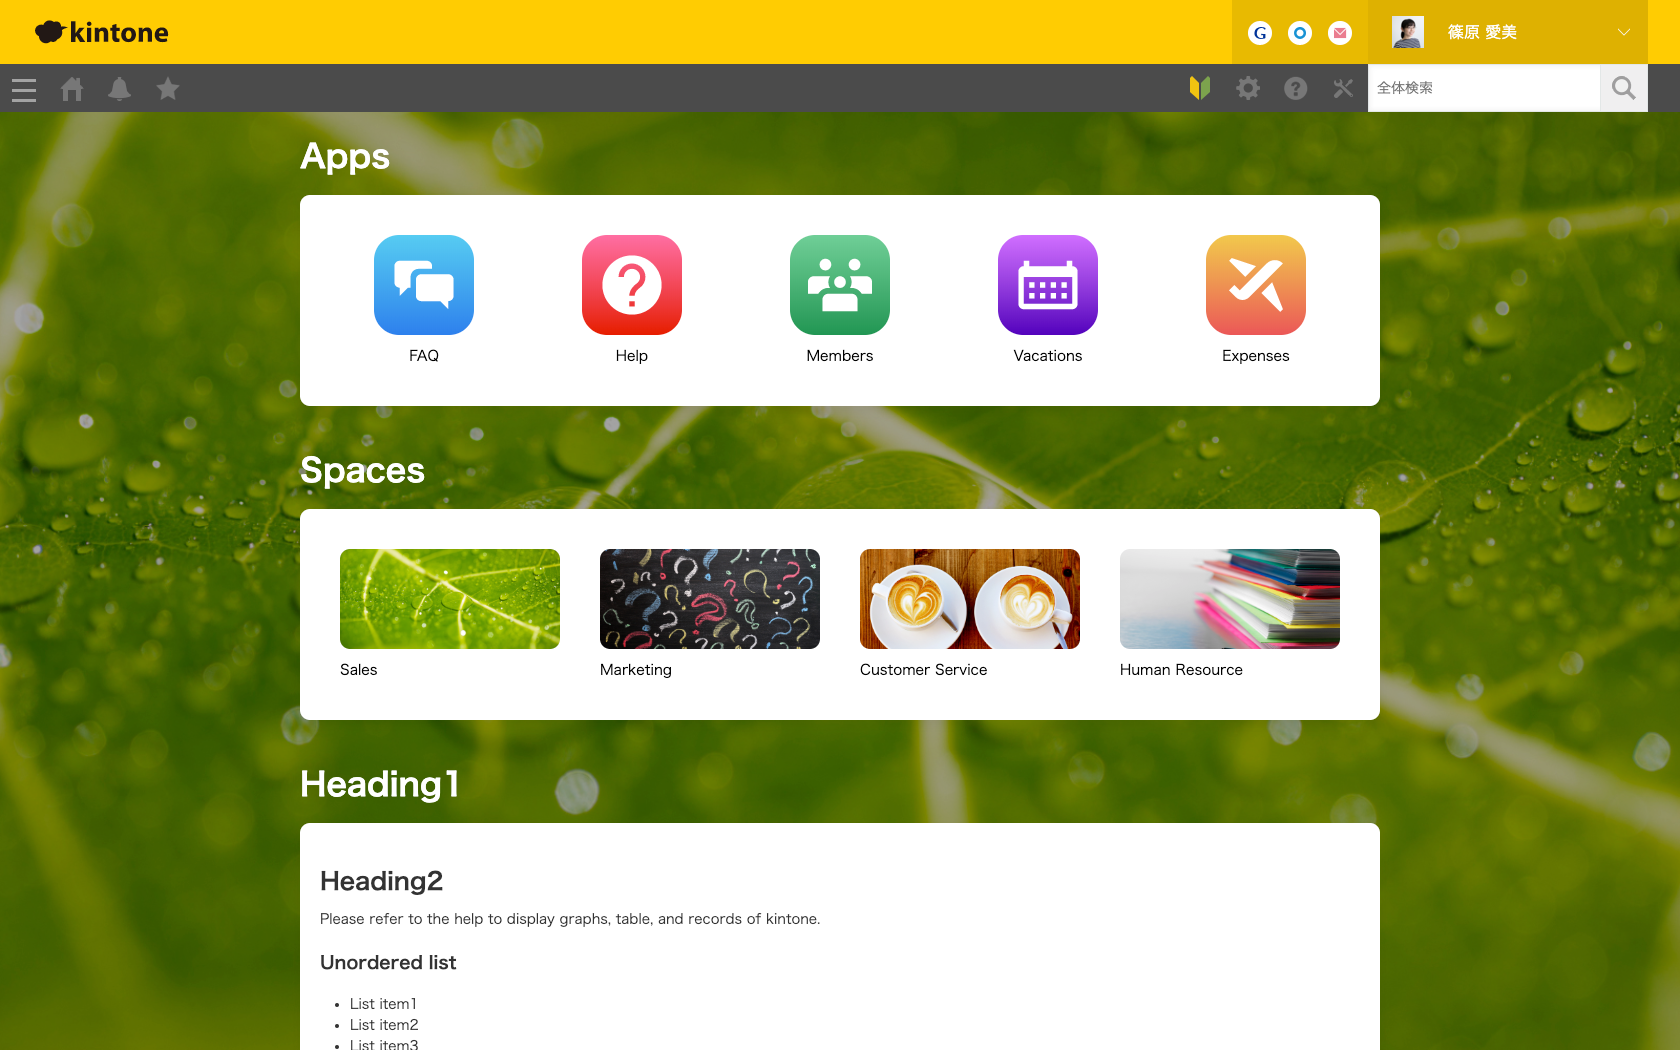 kintone
G
篠原 愛美
全体検索
Apps
FAQ
Help
Members
Vacations
Expenses
Spaces
Sales
Marketing
Customer Service
Human Resource
Heading1
Heading2
Please refer to the help to display graphs, table, and records of kintone.
Unordered list
• List item1
• List item2
• List item3